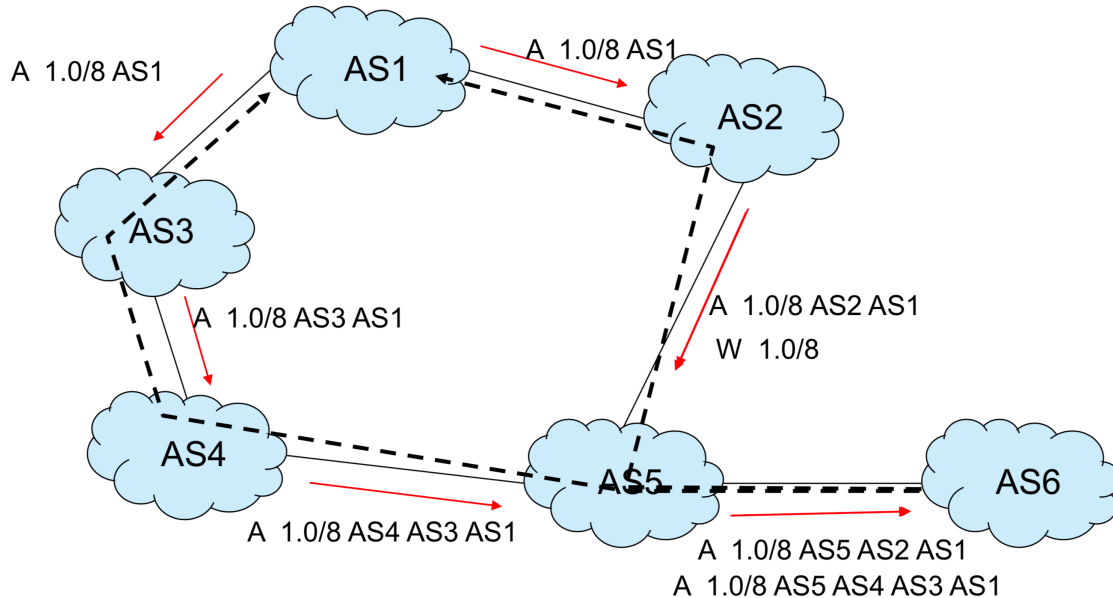 A 1.0/8 AS1
AS1
A 1.0/8 AS1
AS2
AS3
A 1.0/8 AS3 AS1
A 1.0/8 AS2 AS1
W 1.0/8
AS4
AS5
AS6
A 1.0/8 AS4 AS3 AS1
A 1.0/8 AS5 AS2 AS1
A 1.0/8 AS5 AS4 AS3 AS1